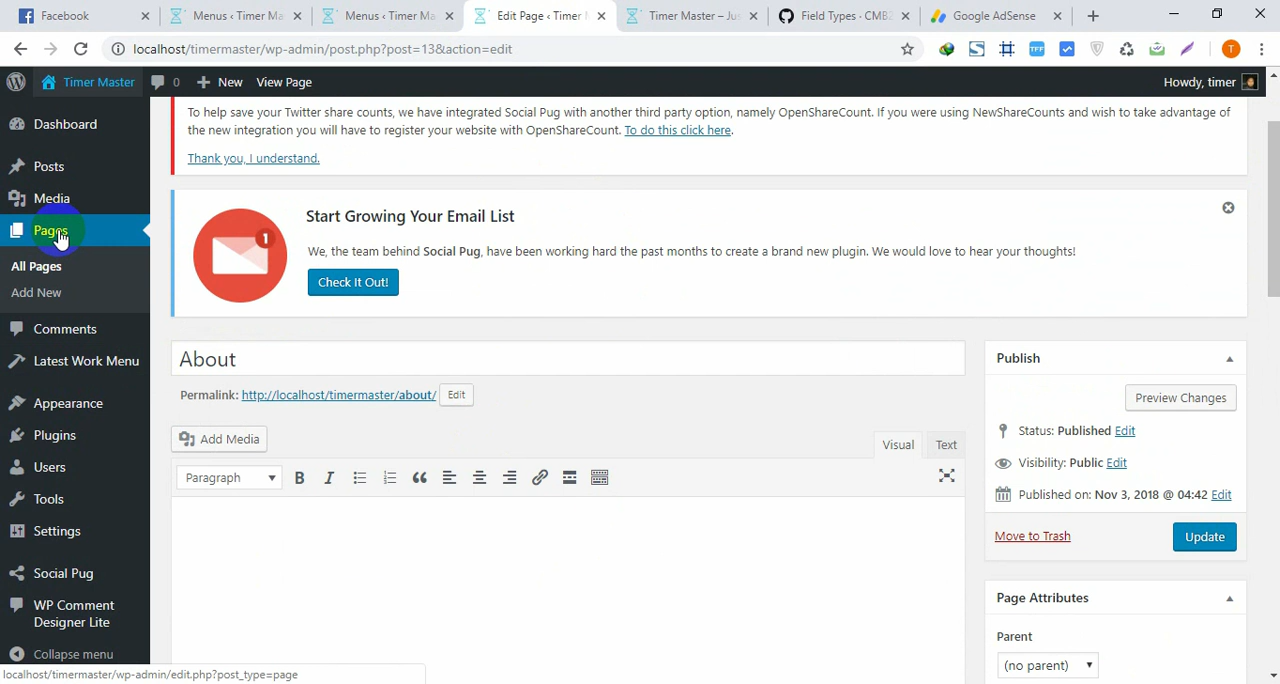 Facebook
Menus ‹ Timer Ma
Menus ‹ Timer Ma
Edit Page ‹ Timer
Timer Master – Ju
Field Types · CMB2
Google AdSense
localhost/timermaster/wp-admin/post.php?post=13&action=edit
TFF
T
Timer Master
0
New
View Page
Howdy, timer
To help save your Twitter share counts, we have integrated Social Pug with another third party option, namely OpenShareCount. If you were using NewShareCounts and wish to take advantage of
the new integration you will have to register your website with OpenShareCount. To do this click here.
Thank you, I understand.
Dashboard
Posts
Media
Pages
All Pages
Add New
Comments
Latest Work Menu
Appearance
Plugins
Users
Tools
Settings
Social Pug
WP Comment
Designer Lite
Collapse menu
1
Start Growing Your Email List
We, the team behind Social Pug, have been working hard the past months to create a brand new plugin. We would love to hear your thoughts!
Check It Out!
About
Permalink: http://localhost/timermaster/about/ Edit
Add Media
Visual
Text
Paragraph
B
I
Publish
Preview Changes
Status: Published Edit
Visibility: Public Edit
Published on: Nov 3, 2018 @ 04:42 Edit
Move to Trash
Update
Page Attributes
Parent
(no parent)
localhost/timermaster/wp-admin/edit.php?post_type=page